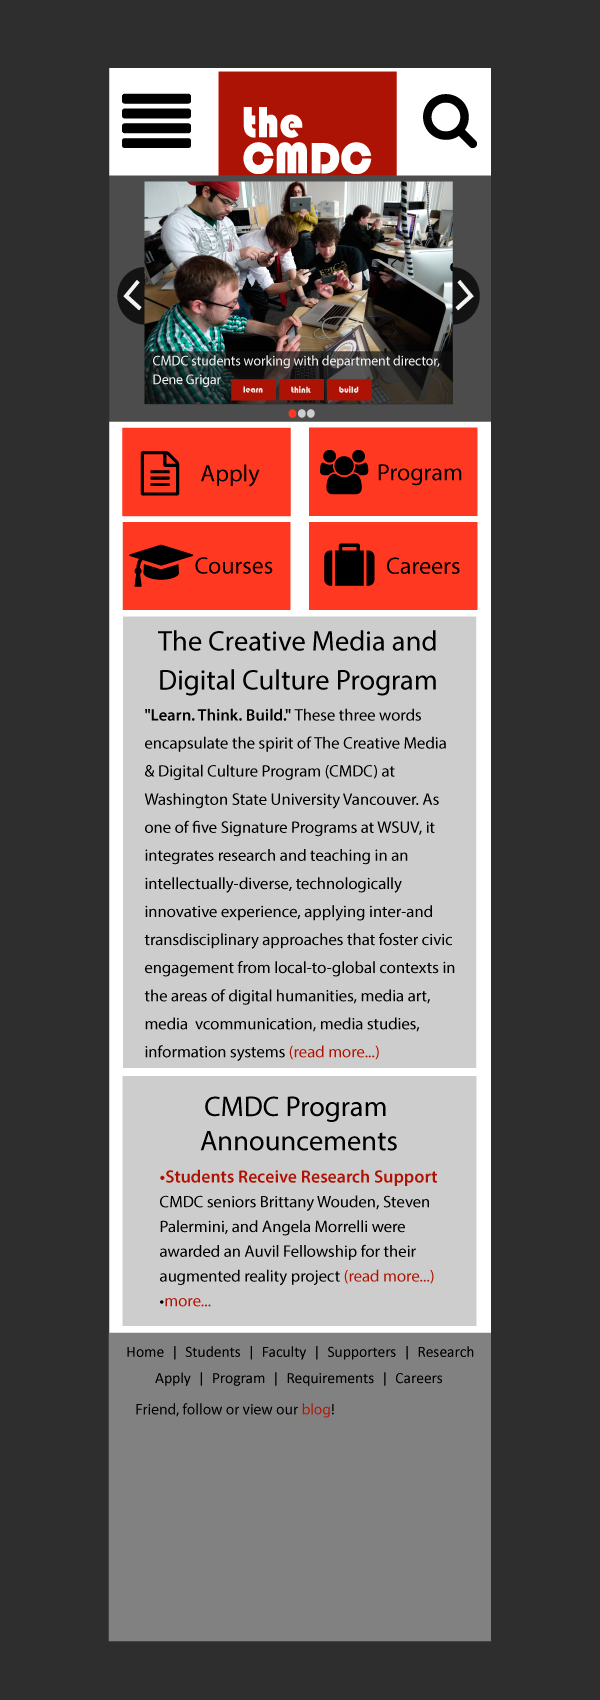 the
CMDC
CMDC students working with department director,
Dene Grigar
learn think build
Apply
Program
Courses
Careers
The Creative Media and
Digital Culture Program
"Learn. Think. Build." These three words
encapsulate the spirit of The Creative Media
& Digital Culture Program (CMDC) at
Washington State University Vancouver. As
one of five Signature Programs at WSUV, it
integrates research and teaching in an
intellectually-diverse, technologically
innovative experience, applying inter-and
transdisciplinary approaches that foster civic
engagement from local-to-global contexts in
the areas of digital humanities, media art,
media  vcommunication, media studies,
information systems (read more...)
CMDC Program
Announcements
•Students Receive Research Support
CMDC seniors Brittany Wouden, Steven
Palermini, and Angela Morrelli were
awarded an Auvil Fellowship for their
augmented reality project (read more...)
•more...
Home | Students | Faculty | Supporters | Research
Apply | Program | Requirements | Careers
Friend, follow or view our blog!